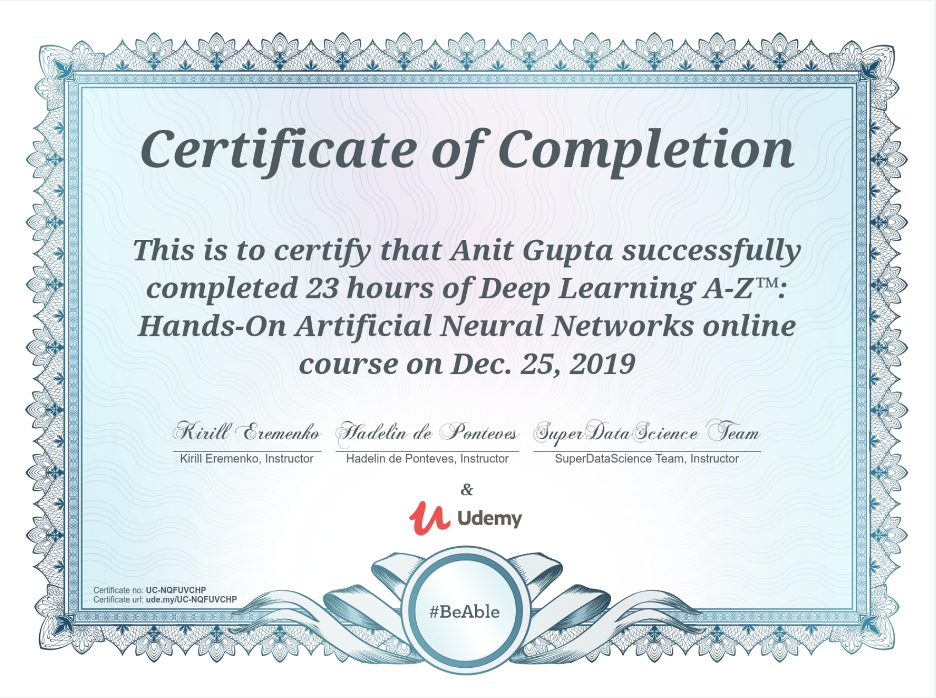 Certificate of Completion
This is to certify that Anit Gupta successfully
completed 23 hours of Deep Learning A-Z™:
Hands-On Artificial Neural Networks online
course on Dec. 25, 2019
Kirill Eremenko Hadelin de Ponteves SuperDataScience Team
Kirill Eremenko, Instructor Hadelin de Ponteves, Instructor SuperDataScience Team, Instructor
&
Udemy
Certificate no: UC-NQFUVCHP
Certificate url: ude.my/UC-NQFUVCHP
#BeAble